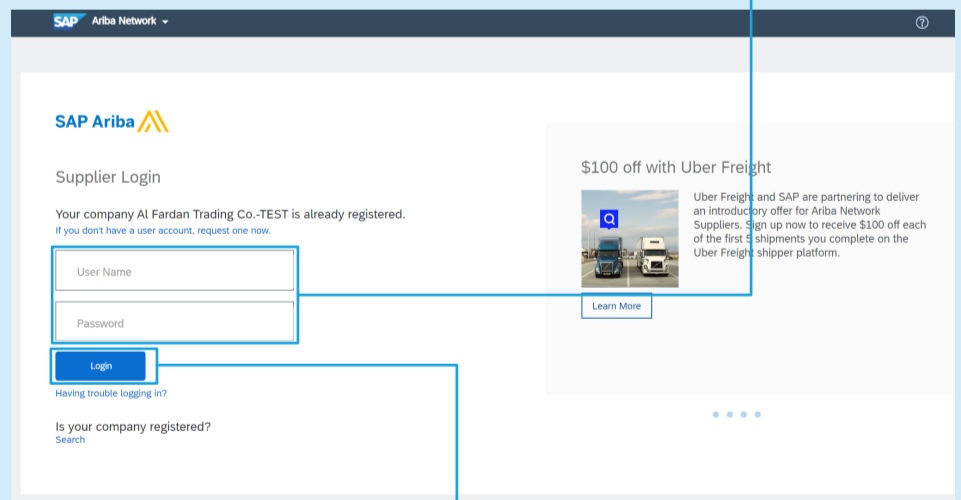 SAP Ariba Network
SAP Ariba
Supplier Login
Your company Al Fardan Trading Co.-TEST is already registered.
If you don't have a user account, request one now.
User Name
Password
Login
Having trouble logging in?
Is your company registered?
Search
$100 off with Uber Freight
Uber Freight and SAP are partnering to deliver
an introductory offer for Ariba Network
Suppliers. Sign up now to receive $100 off each
of the first 5 shipments you complete on the
Uber Freight shipper platform.
Learn More